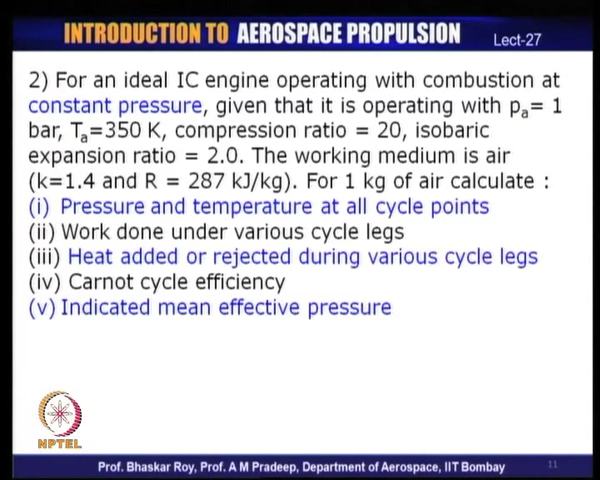 INTRODUCTION TO AEROSPACE PROPULSION
Lect-27
2) For an ideal IC engine operating with combustion at
constant pressure, given that it is operating with pa= 1
bar, Ta=350 K, compression ratio = 20, isobaric
expansion ratio = 2.0. The working medium is air
(k=1.4 and R = 287 kJ/kg). For 1 kg of air calculate :
(i) Pressure and temperature at all cycle points
(ii) Work done under various cycle legs
(iii) Heat added or rejected during various cycle legs
(iv) Carnot cycle efficiency
(v) Indicated mean effective pressure
NPTEL
Prof. Bhaskar Roy, Prof. A M Pradeep, Department of Aerospace, IIT Bombay
11